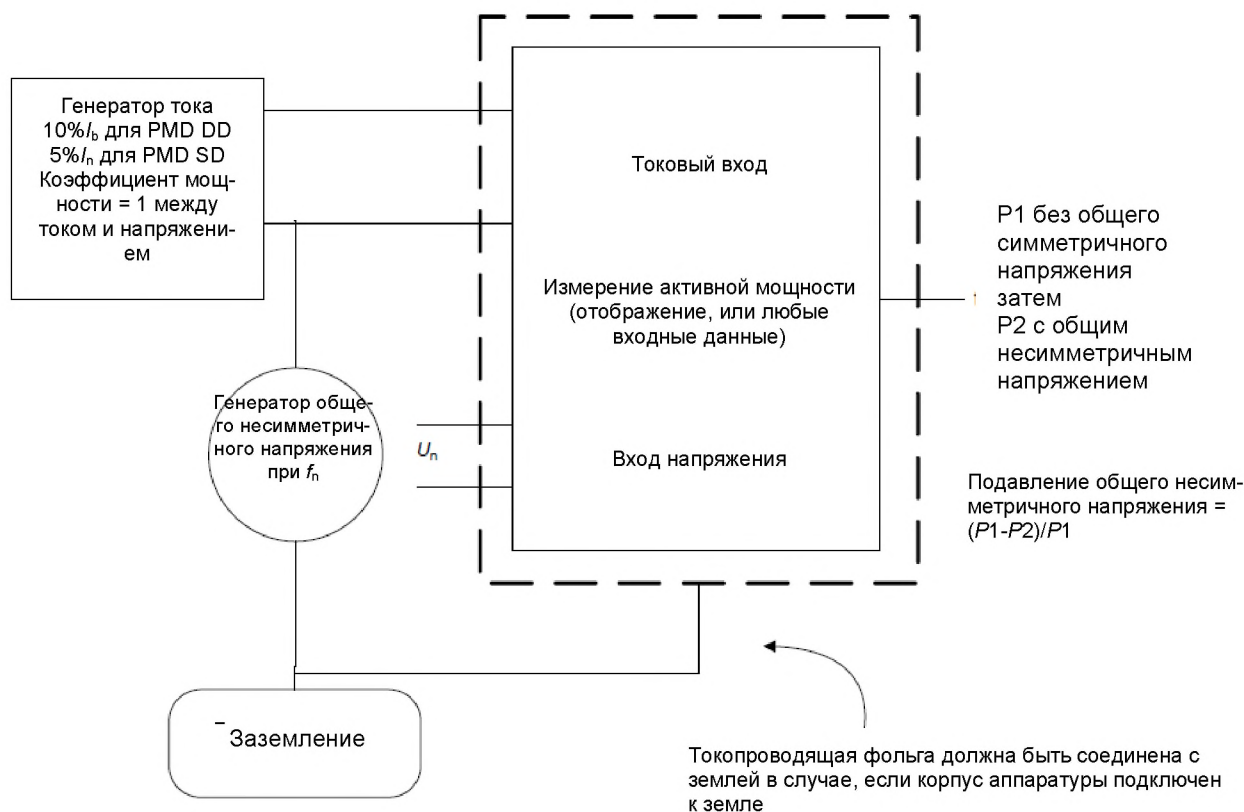 Генератор тока
10%Ib для PMD DD
5%In для PMD SD
Коэффициент мощ-
ности = 1 между
током и напряжени-
ем
Токовый вход
Измерение активной мощности
(отображение, или любые
входные данные)
P1 без общего
симметричного
напряжения
затем
P2 с общим
несимметричным
напряжением
Генератор обще-
го несимметрич-
ного напряжения
при fn
Un
Вход напряжения
Подавление общего несим-
метричного напряжения =
(P1-P2)/P1
Заземление
Токопроводящая фольга должна быть соединена с
землей в случае, если корпус аппаратуры подключен
к земле